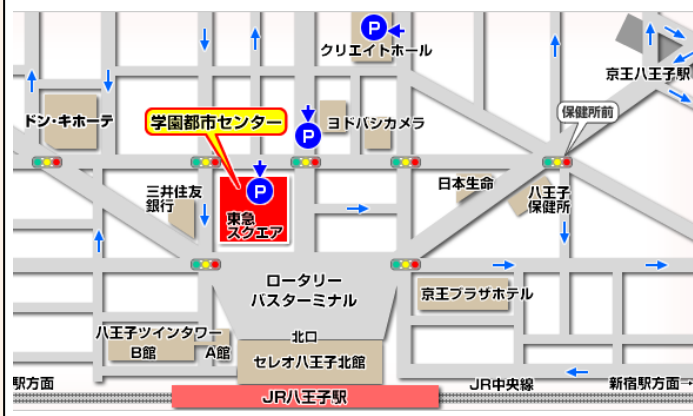 P
クリエイトホール
京王八王子駅
ドン・キホーテ
学園都市センター
P
ヨドバシカメラ
保健所前
三井住友
銀行
P
東急
スクエア
日本生命
八王子
保健所
ロータリー
バスターミナル
京王プラザホテル
八王子ツインタワー
B館
A館
北口
セレオ八王子北館
駅方面
JR八王子駅
JR中央線
新宿駅方面